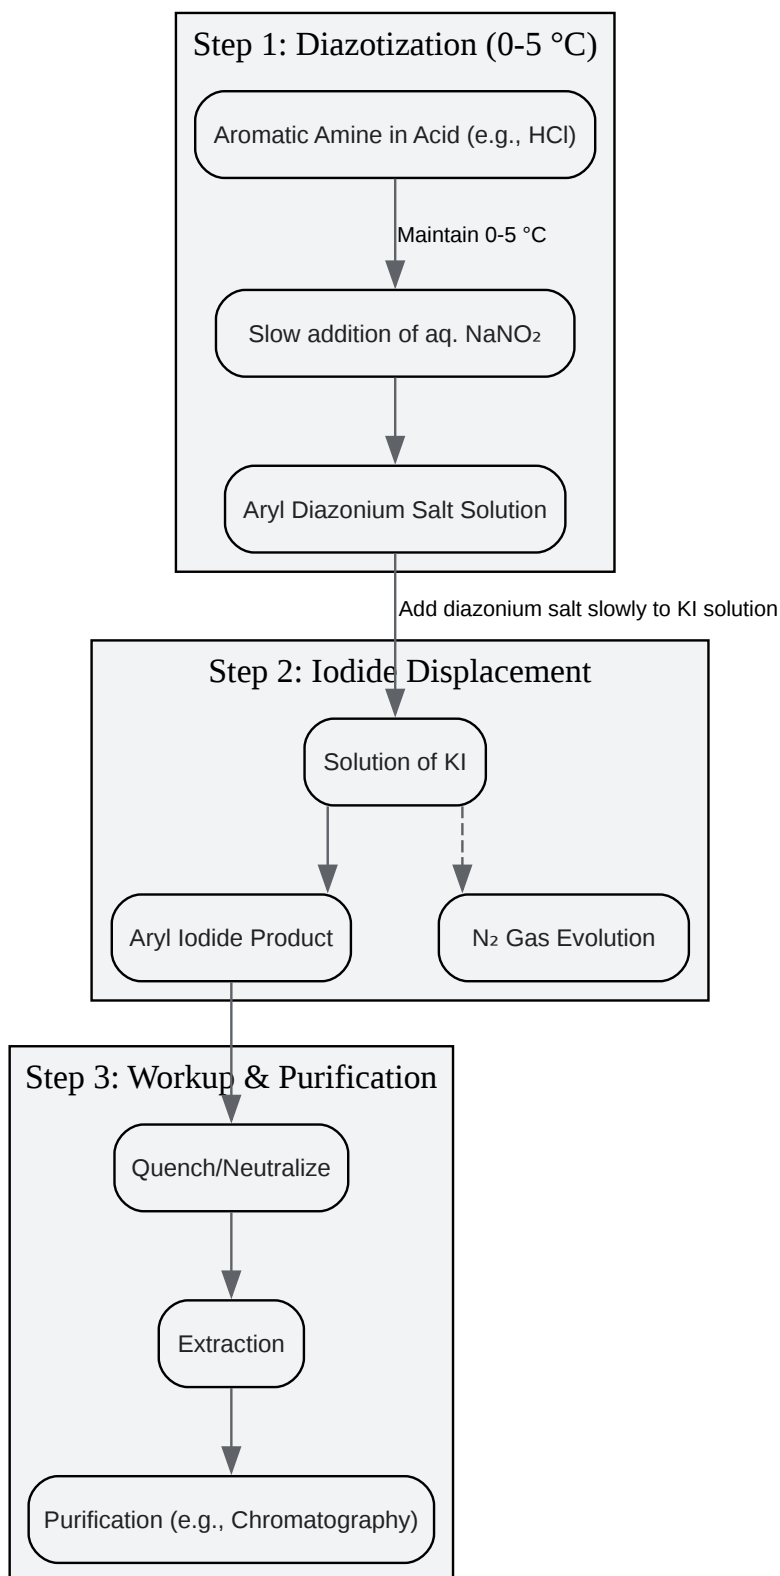 Step 1: Diazotization (0-5 °C)
Aromatic Amine in Acid (e.g., HCl)
Maintain 0-5 °C
Slow addition of aq. NaNO₂
Aryl Diazonium Salt Solution
Add diazonium salt slowly to KI solution
Step 2: Iodide Displacement
Solution of KI
Aryl Iodide Product
N₂ Gas Evolution
Step 3: Workup & Purification
Quench/Neutralize
Extraction
Purification (e.g., Chromatography)